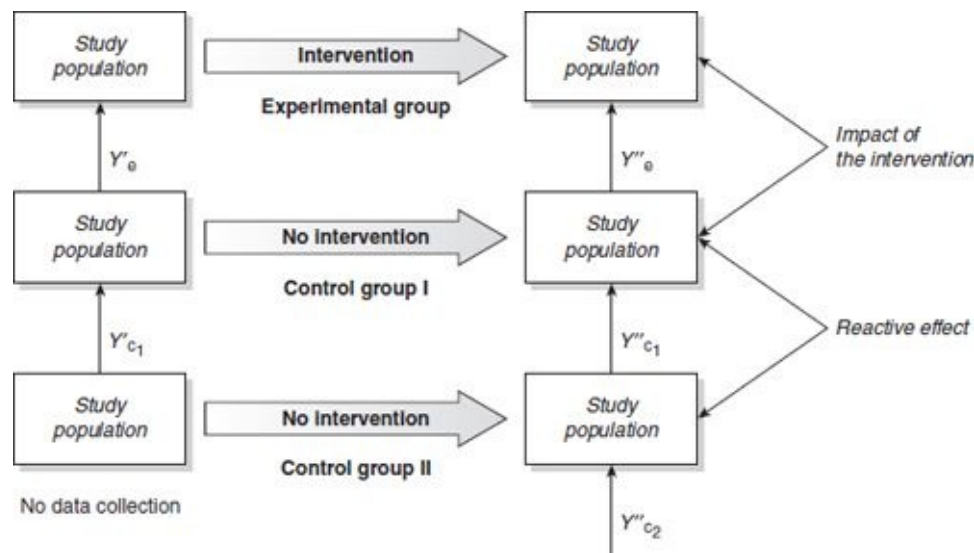 Study
population
Intervention
Experimental group
Study
population
Impact of
the intervention
Y'e
Y"e
Study
population
No intervention
Control group I
Study
population
Reactive effect
Y'c1
Y"c1
Study
population
No intervention
Control group II
Study
population
No data collection
Y"c2